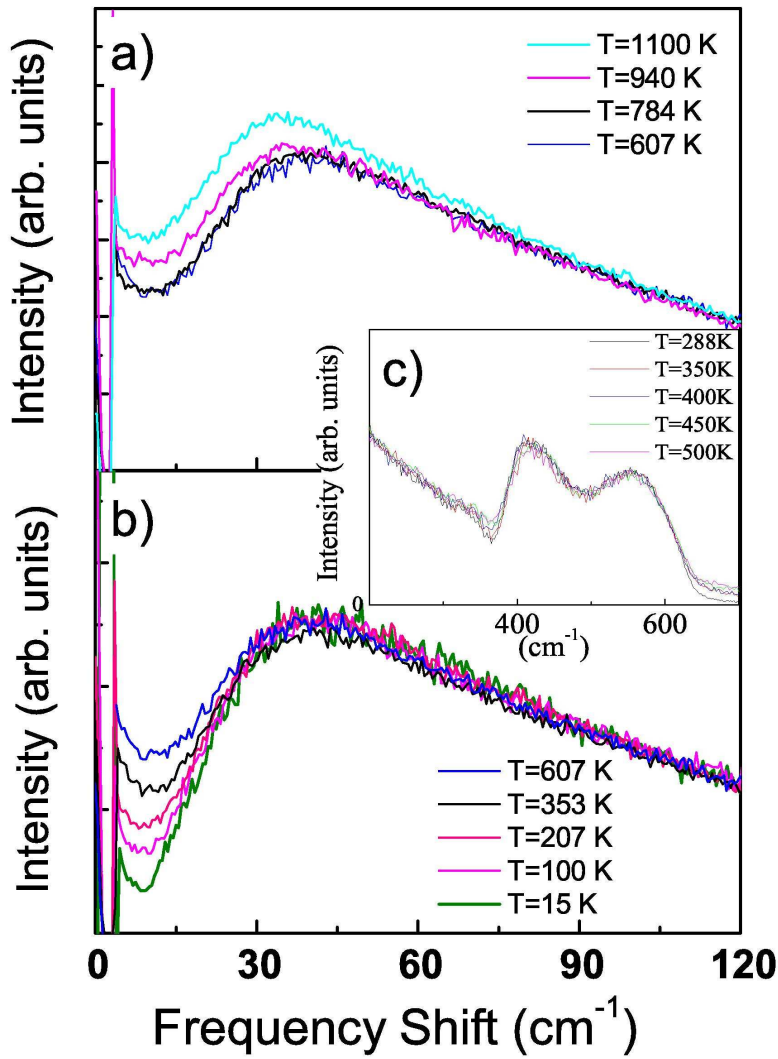 a)
T=1100 K
T=940 K
T=784 K
T=607 K
Intensity (arb. units)
c)
T=288K
T=350K
T=400K
T=450K
T=500K
Intensity (arb. units)
0
400
600
(cm-1)
b)
Intensity (arb. units)
T=607 K
T=353 K
T=207 K
T=100 K
T=15 K
0
30
60
90
120
Frequency Shift (cm-1)